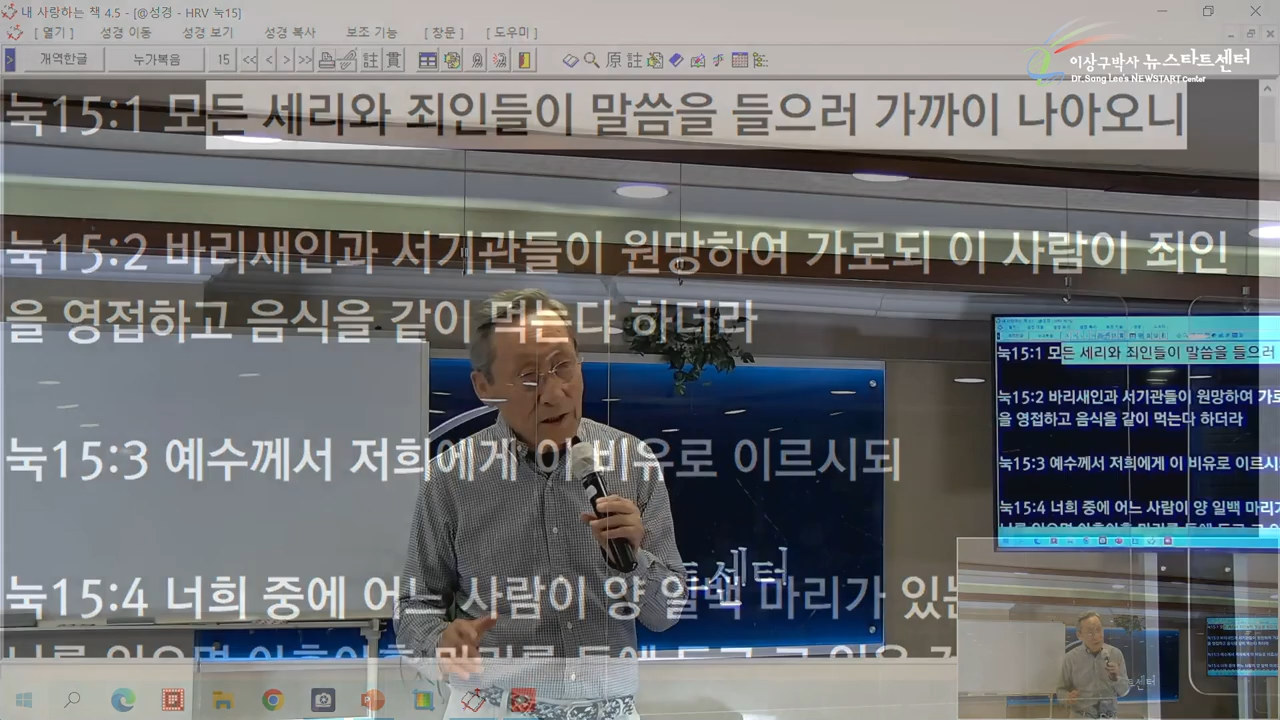 내 사랑하는 책 4.5 - [@성경 - HRV 눅15]
[ 열기 ] 성경 이동 성경 보기 성경 복사 보조 기능 [ 창문 ] [ 도우미 ]
개역한글 누가복음 15 << < > >> 註 貫 原 註
이상구박사 뉴스타트센터
Dr. Sang Lee's NEWSTART Center
눅15:1 모든 세리와 죄인들이 말씀을 들으러 가까이 나아오니
눅15:2 바리새인과 서기관들이 원망하여 가로되 이 사람이 죄인
을 영접하고 음식을 같이 먹는다 하더라
눅15:3 예수께서 저희에게 이 비유로 이르시되
눅15:4 너희 중에 어느 사람이 양 일백 마리가 있는
눅15:1 모든 세리와 죄인들이 말씀을 들으러
눅15:2 바리새인과 서기관들이 원망하여 가로
을 영접하고 음식을 같이 먹는다 하더라
눅15:3 예수께서 저희에게 이 비유로 이르시
눅15:4 너희 중에 어느 사람이 양 일백 마리가
트센터